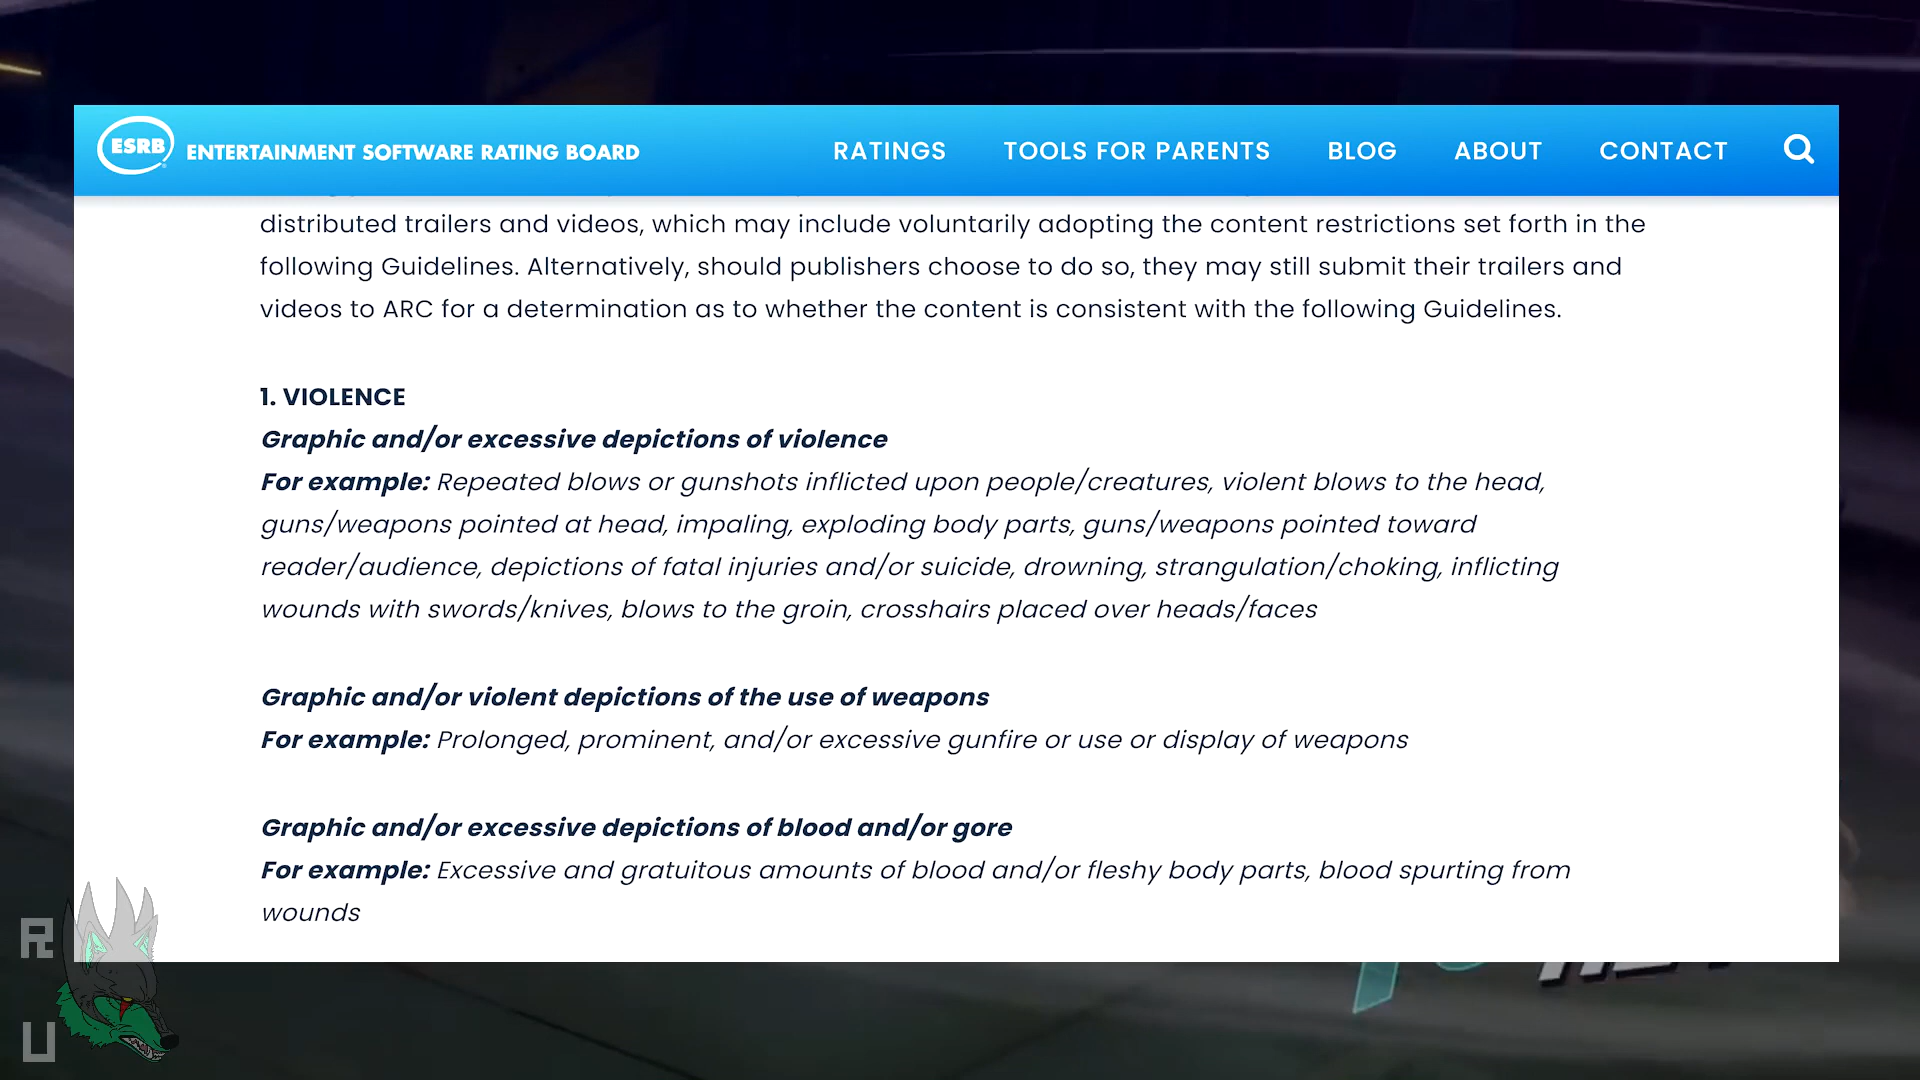 ESRB ENTERTAINMENT SOFTWARE RATING BOARD RATINGS TOOLS FOR PARENTS BLOG ABOUT CONTACT
distributed trailers and videos, which may include voluntarily adopting the content restrictions set forth in the
following Guidelines. Alternatively, should publishers choose to do so, they may still submit their trailers and
videos to ARC for a determination as to whether the content is consistent with the following Guidelines.
1. VIOLENCE
Graphic and/or excessive depictions of violence
For example: Repeated blows or gunshots inflicted upon people/creatures, violent blows to the head,
guns/weapons pointed at head, impaling, exploding body parts, guns/weapons pointed toward
reader/audience, depictions of fatal injuries and/or suicide, drowning, strangulation/choking, inflicting
wounds with swords/knives, blows to the groin, crosshairs placed over heads/faces
Graphic and/or violent depictions of the use of weapons
For example: Prolonged, prominent, and/or excessive gunfire or use or display of weapons
Graphic and/or excessive depictions of blood and/or gore
For example: Excessive and gratuitous amounts of blood and/or fleshy body parts, blood spurting from
wounds
R
U